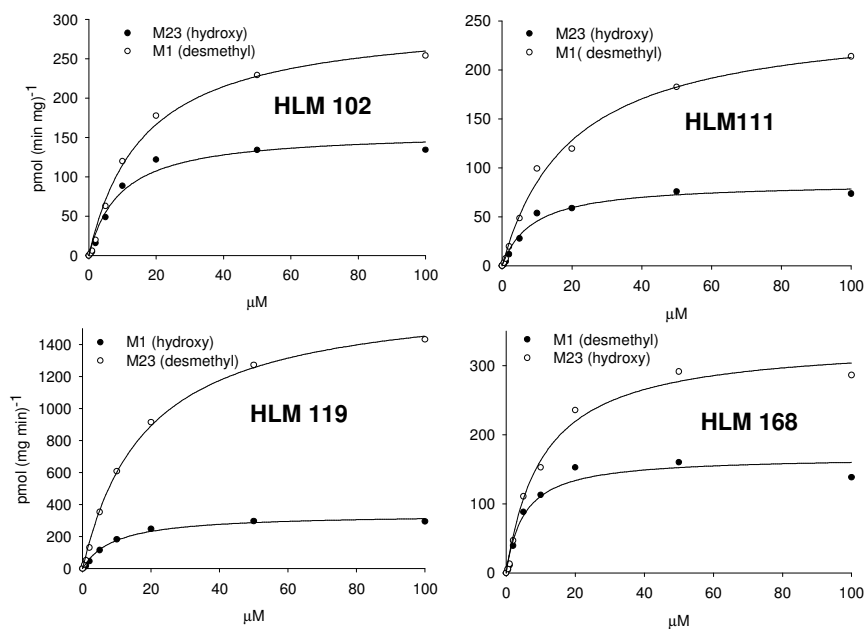 M23 (hydroxy)
M1 (desmethyl)
HLM 102
pmol (min mg)-1
300
250
200
150
100
50
0
0 20 40 60 80 100
μM
M23 (hydroxy)
M1( desmethyl)
HLM111
250
200
150
100
50
0
0 20 40 60 80 100
μM
M1 (hydroxy)
M23 (desmethyl)
HLM 119
pmol (mg min)-1
1400
1200
1000
800
600
400
200
0
0 20 40 60 80 100
μM
M1 (desmethyl)
M23 (hydroxy)
HLM 168
300
200
100
0
0 20 40 60 80 100
μM